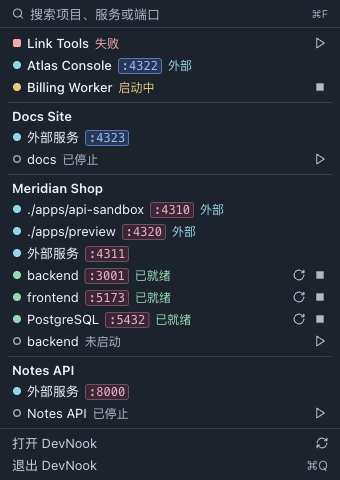 搜索项目、服务或端口 ⌘F
Link Tools 失败
Atlas Console :4322 外部
Billing Worker 启动中
Docs Site
外部服务 :4323
docs 已停止
Meridian Shop
./apps/api-sandbox :4310 外部
./apps/preview :4320 外部
外部服务 :4311
backend :3001 已就绪
frontend :5173 已就绪
PostgreSQL :5432 已就绪
backend 未启动
Notes API
外部服务 :8000
Notes API 已停止
打开 DevNook
退出 DevNook ⌘Q